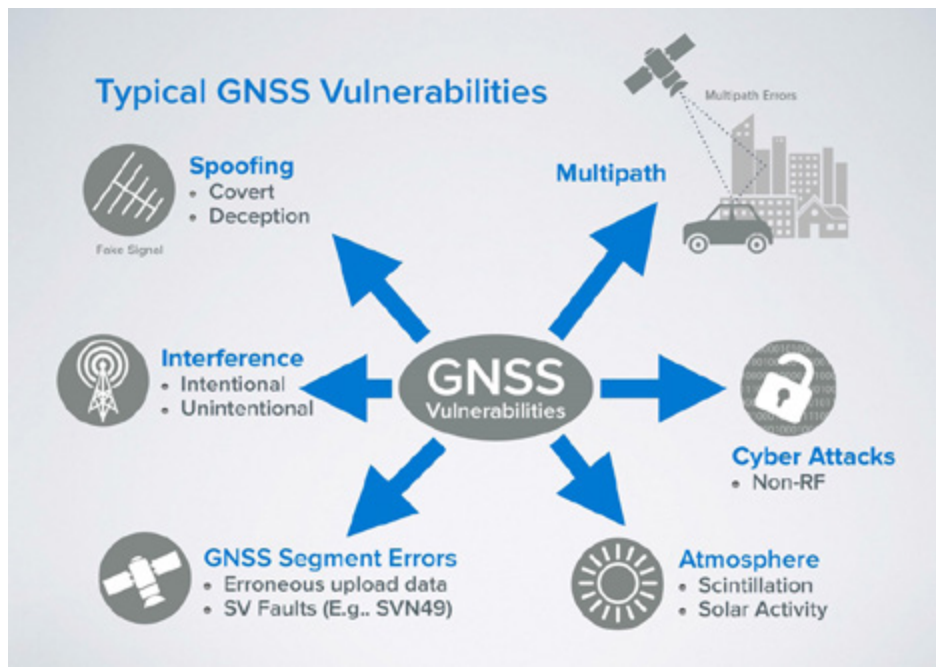 Typical GNSS Vulnerabilities
Multipath Errors
Spoofing
• Covert
• Deception
Fake Signal
Multipath
Interference
• Intentional
• Unintentional
GNSS
Vulnerabilities
Cyber Attacks
• Non-RF
GNSS Segment Errors
• Erroneous upload data
• SV Faults (E.g.. SVN49)
Atmosphere
• Scintillation
• Solar Activity